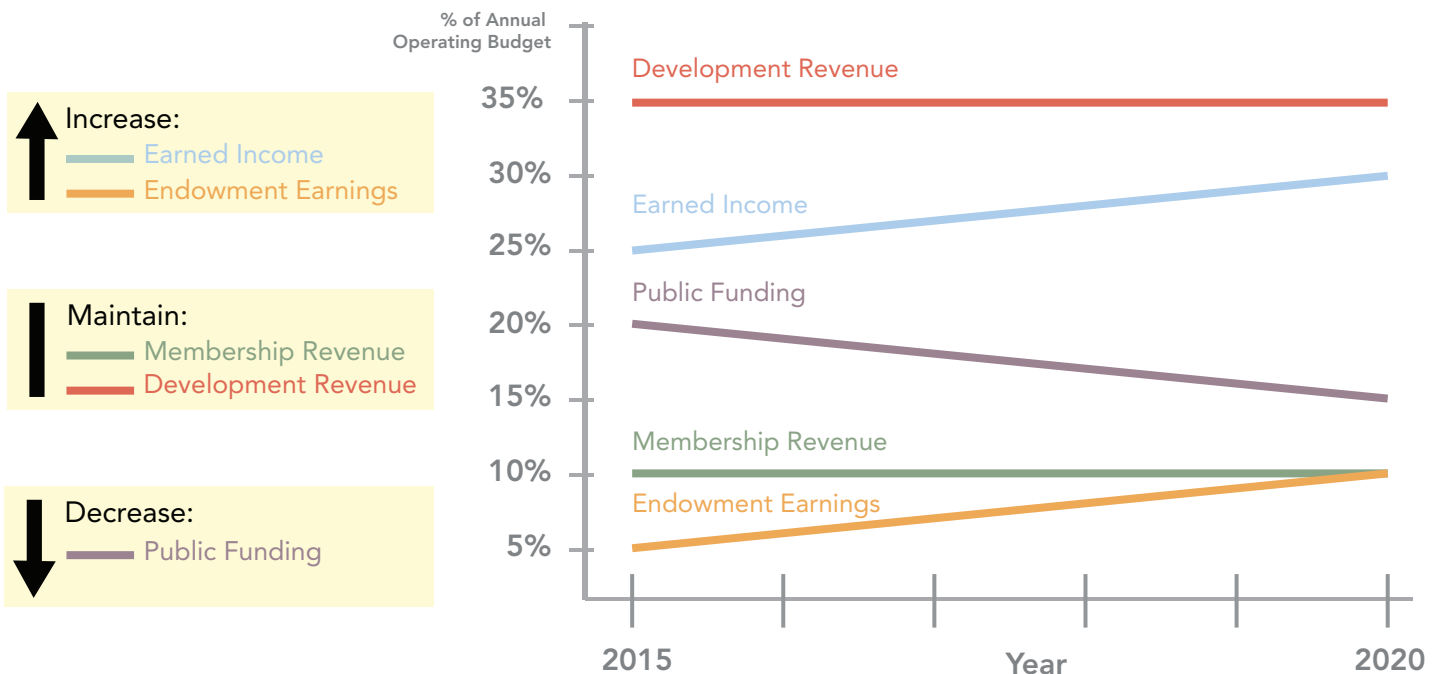 % of Annual
Operating Budget
35%
30%
25%
20%
15%
10%
5%
Development Revenue
Earned Income
Public Funding
Membership Revenue
Endowment Earnings
2015
Year
2020
Increase:
Earned Income
Endowment Earnings
Maintain:
Membership Revenue
Development Revenue
Decrease:
Public Funding